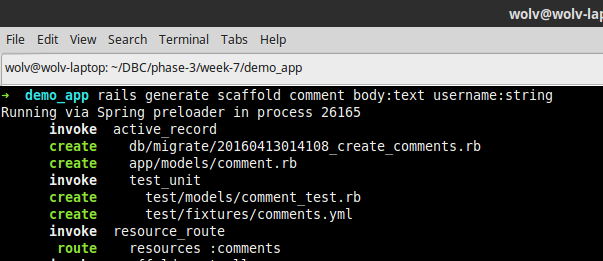 wolv@wolv-lap
File Edit View Search Terminal Tabs Help
wolv@wolv-laptop: ~/DBC/phase-3/week-7/demo_app
➜ demo_app rails generate scaffold comment body:text username:string
Running via Spring preloader in process 26165
invoke active_record
create db/migrate/20160413014108_create_comments.rb
create app/models/comment.rb
invoke test_unit
create test/models/comment_test.rb
create test/fixtures/comments.yml
invoke resource_route
route resources :comments